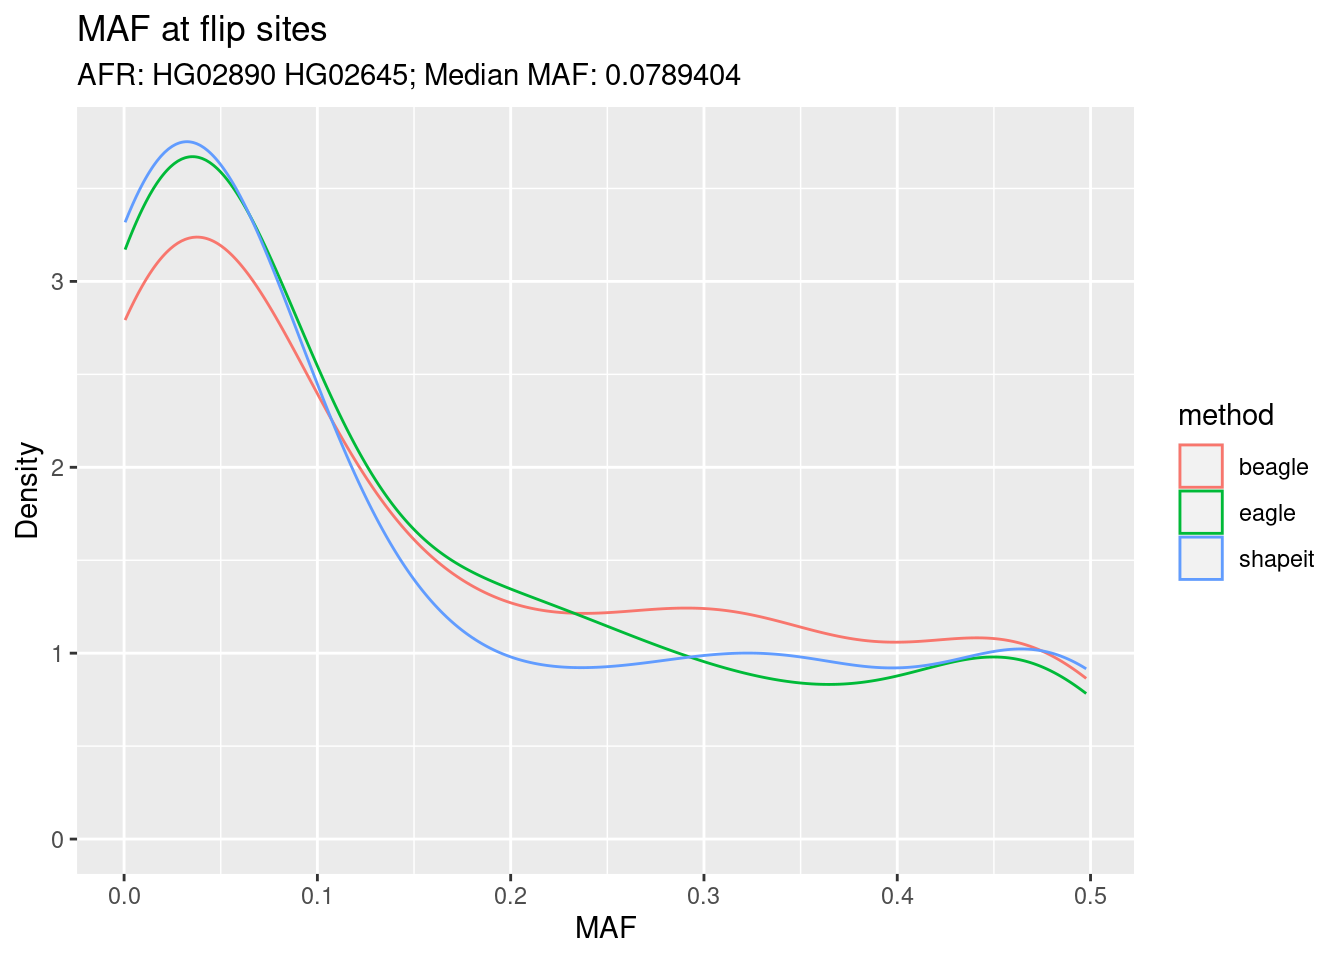 MAF at flip sites
AFR: HG02890 HG02645; Median MAF: 0.0789404
Density
3
2
1
0
0.0 0.1 0.2 0.3 0.4 0.5
MAF
method
beagle
eagle
shapeit